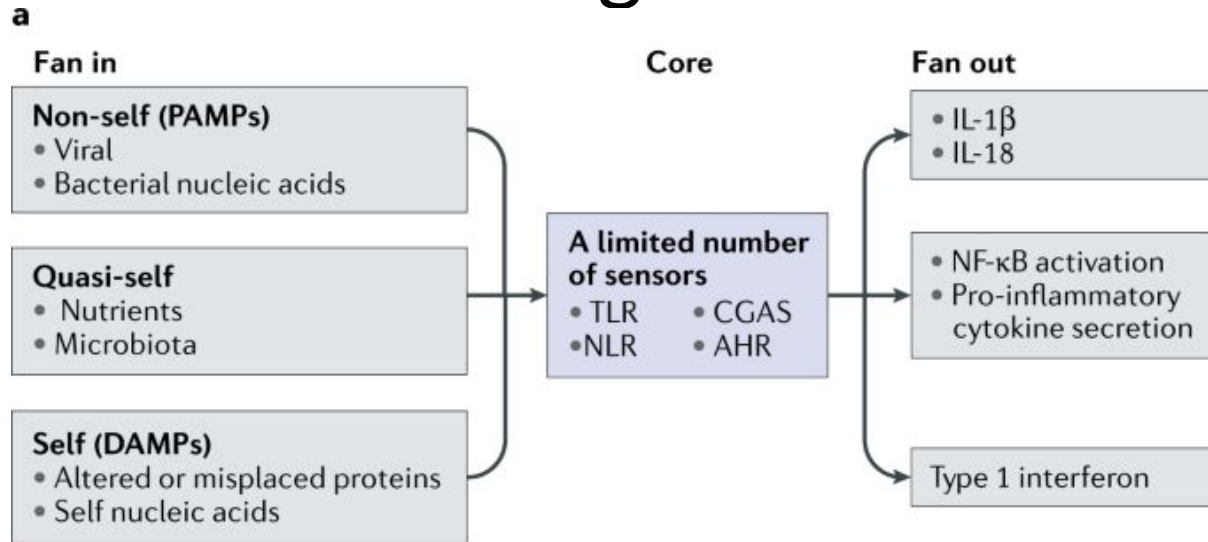 a
Fan in
Core
Fan out
Non-self (PAMPs)
• Viral
• Bacterial nucleic acids
Quasi-self
• Nutrients
• Microbiota
Self (DAMPs)
• Altered or misplaced proteins
• Self nucleic acids
A limited number
of sensors
• TLR • CGAS
•NLR • AHR
• IL-1β
• IL-18
• NF-κB activation
• Pro-inflammatory
cytokine secretion
Type 1 interferon